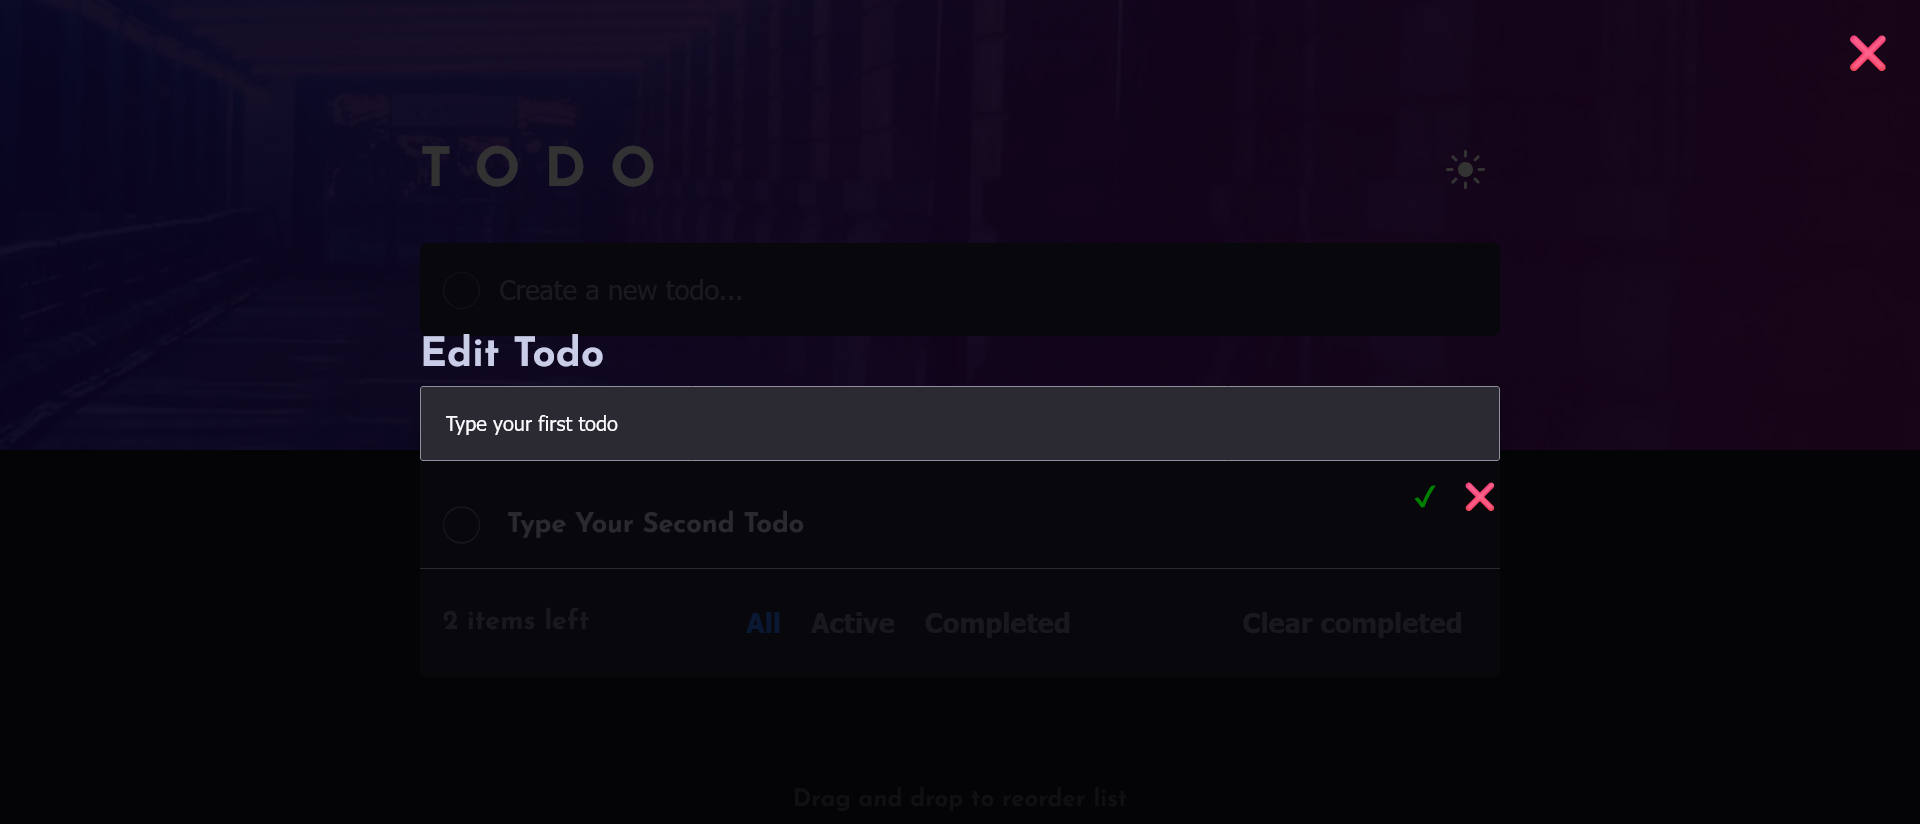 TODO
Create a new todo...
Edit Todo
Type your first todo
Type Your Second Todo
2 items left All Active Completed Clear completed
Drag and drop to reorder list